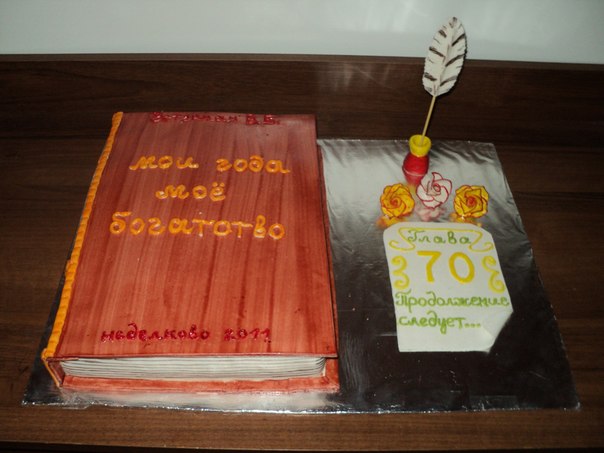 мои года
моё
богатство
неделково 2011
Глава
70
Продолжение
следует...